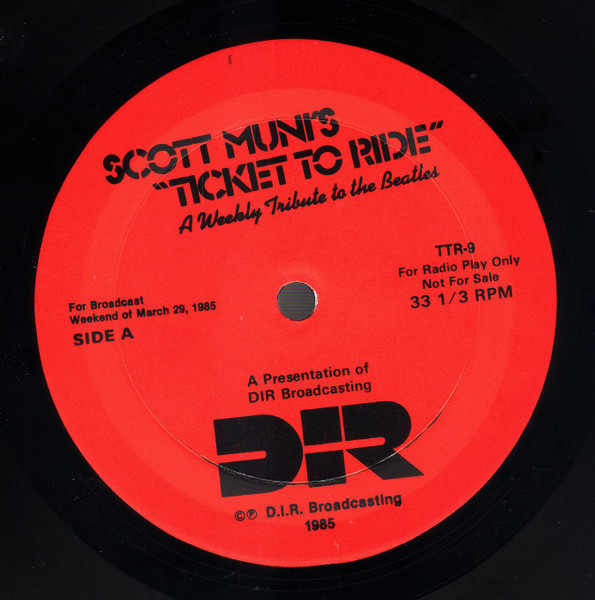 SCOTT MUNI'S
"TICKET TO RIDE"
A Weekly Tribute to the Beatles
TTR-9
For Radio Play Only
Not For Sale
33 1/3 RPM
For Broadcast
Weekend of March 29, 1985
SIDE A
A Presentation of
DIR Broadcasting
DIR
©℗ D.I.R. Broadcasting
1985